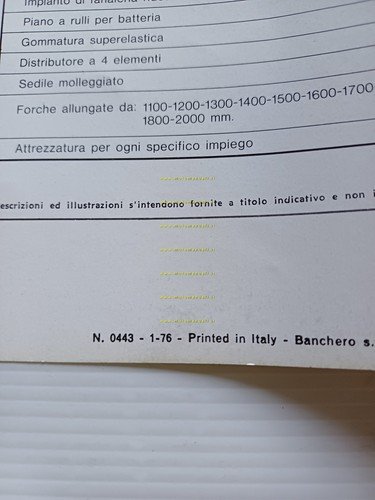 Impianto di
Piano a rulli per batteria
Gommatura superelastica
Distributore a 4 elementi
Sedile molleggiato
Forche allungate da: 1100-1200-1300-1400-1500-1600-1700
1800-2000 mm.
Attrezzatura per ogni specifico impiego
escrizioni ed illustrazioni s'intendono fornite a titolo indicativo e non
N. 0443 - 1-76 - Printed in Italy - Banchero s.